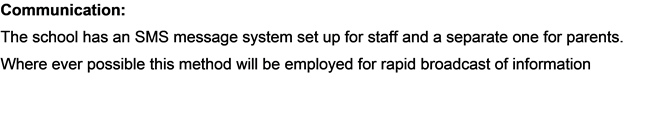 Communication:
The school has an SMS message system set up for staff and a separate one for parents.
Where ever possible this method will be employed for rapid broadcast of information